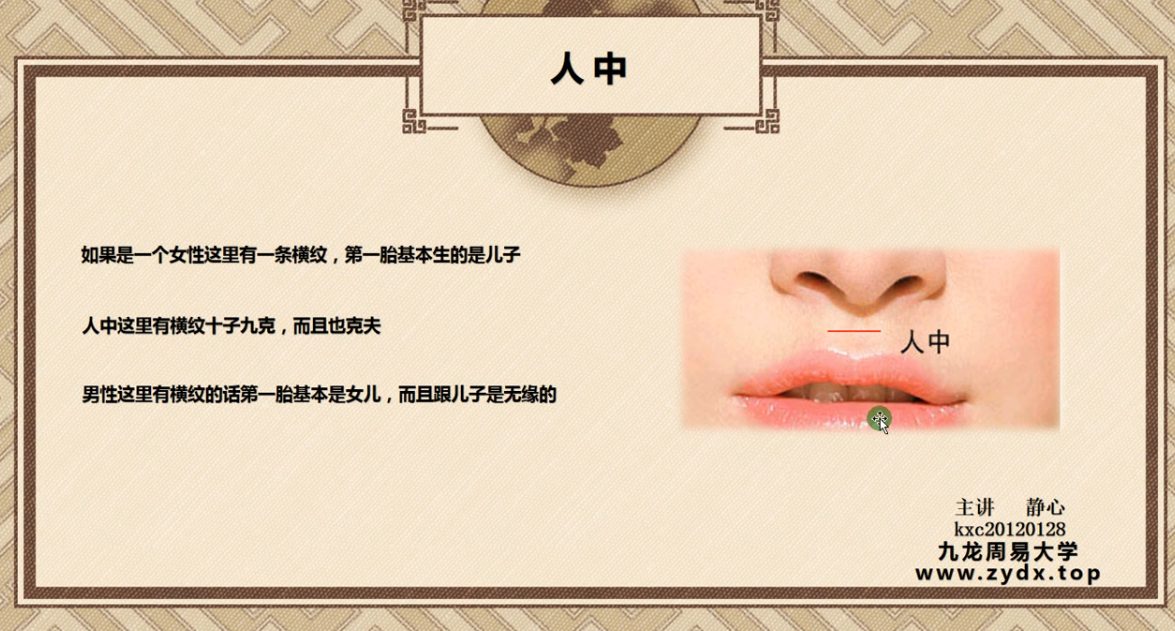 人中
如果是一个女性这里有一条横纹，第一胎基本生的是儿子
人中这里有横纹十子九克，而且也克夫
男性这里有横纹的话第一胎基本是女儿，而且跟儿子是无缘的
人中
主讲 静心
kxc20120128
九龙周易大学
www.zydx.top